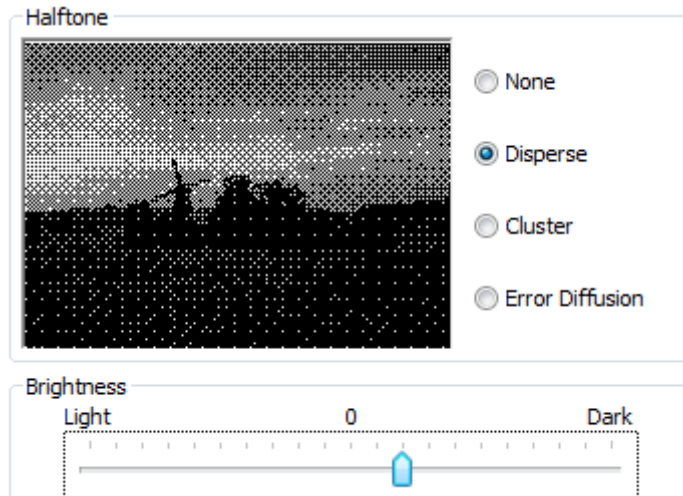 Halftone
None
Disperse
Cluster
Error Diffusion
Brightness
Light 0 Dark